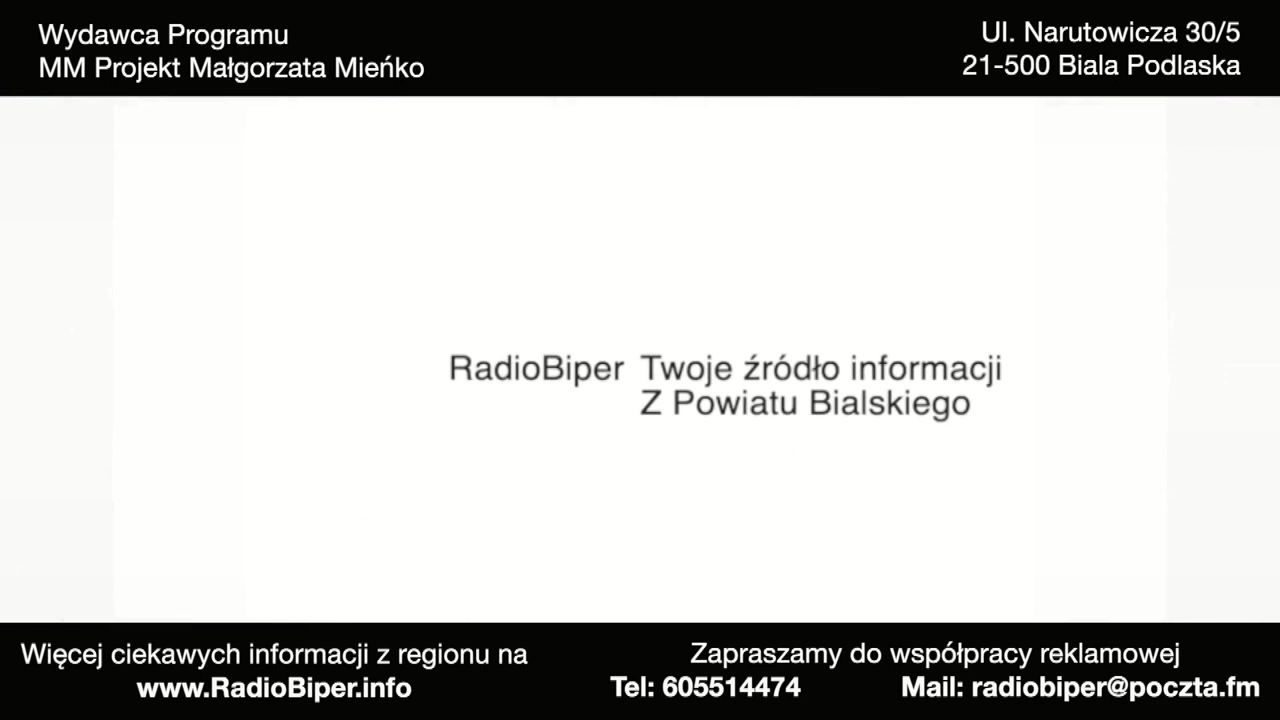 Wydawca Programu
MM Projekt Małgorzata Mieńko
Ul. Narutowicza 30/5
21-500 Biala Podlaska
RadioBiper Twoje źródło informacji
Z Powiatu Bialskiego
Więcej ciekawych informacji z regionu na
www.RadioBiper.info
Zapraszamy do współpracy reklamowej
Tel: 605514474 Mail: radiobiper@poczta.fm